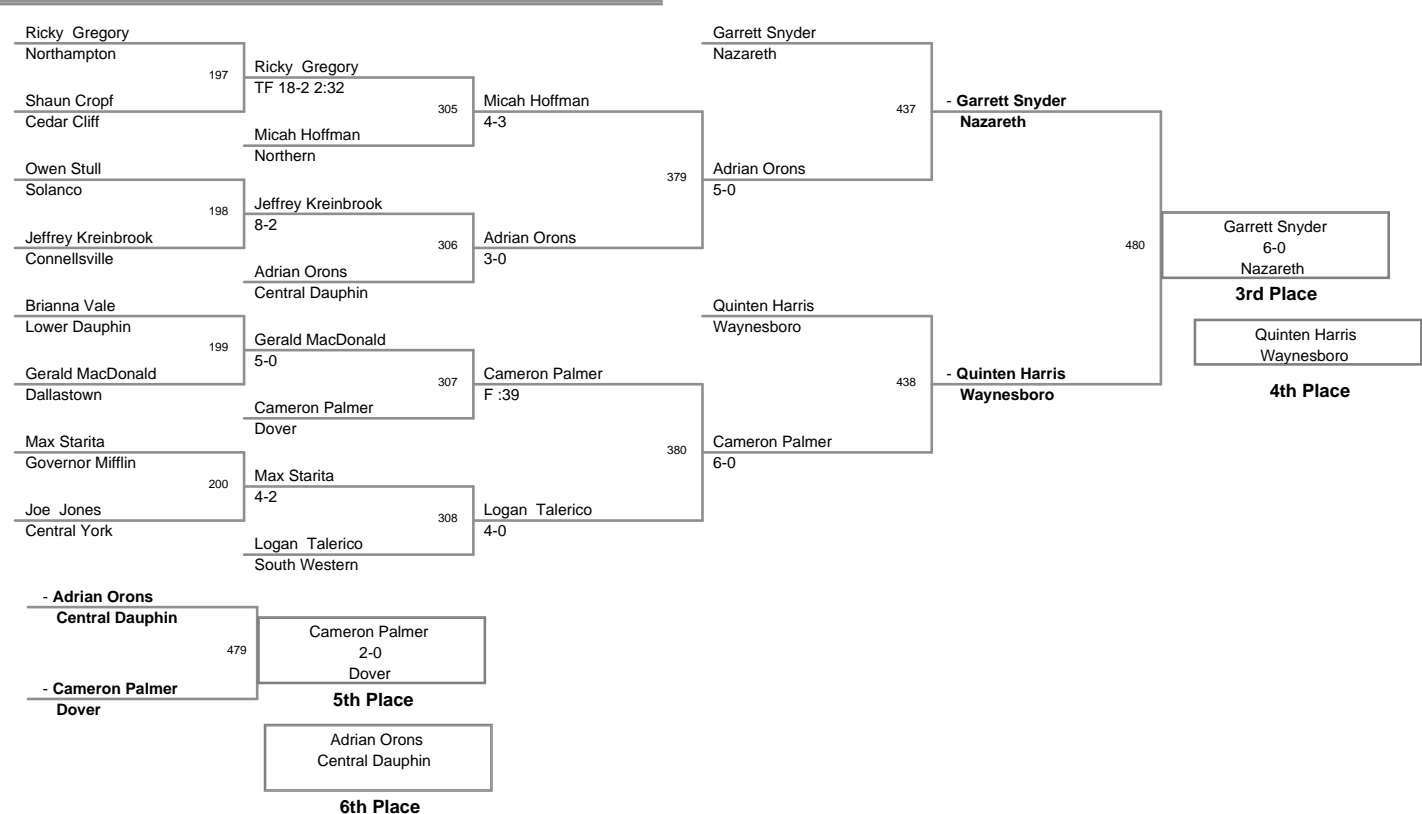 Ricky  Gregory
Northampton
197
Shaun Cropf
Cedar Cliff
Owen Stull
Solanco
198
Jeffrey Kreinbrook
Connellsville
Brianna Vale
Lower Dauphin
199
Gerald MacDonald
Dallastown
Max Starita
Governor Mifflin
200
Joe  Jones
Central York
Ricky  Gregory
TF 18-2 2:32
305
Micah Hoffman
Northern
Jeffrey Kreinbrook
8-2
306
Adrian Orons
Central Dauphin
Gerald MacDonald
5-0
307
Cameron Palmer
Dover
Max Starita
4-2
308
Logan  Talerico
South Western
Micah Hoffman
4-3
379
Adrian Orons
3-0
Cameron Palmer
F :39
380
Logan  Talerico
4-0
Garrett Snyder
Nazareth
437
Adrian Orons
5-0
Quinten Harris
Waynesboro
438
Cameron Palmer
6-0
- Garrett Snyder
Nazareth
480
- Quinten Harris
Waynesboro
Garrett Snyder
6-0
Nazareth
3rd Place
Quinten Harris
Waynesboro
4th Place
- Adrian Orons
Central Dauphin
479
- Cameron Palmer
Dover
Cameron Palmer
2-0
Dover
5th Place
Adrian Orons
Central Dauphin
6th Place